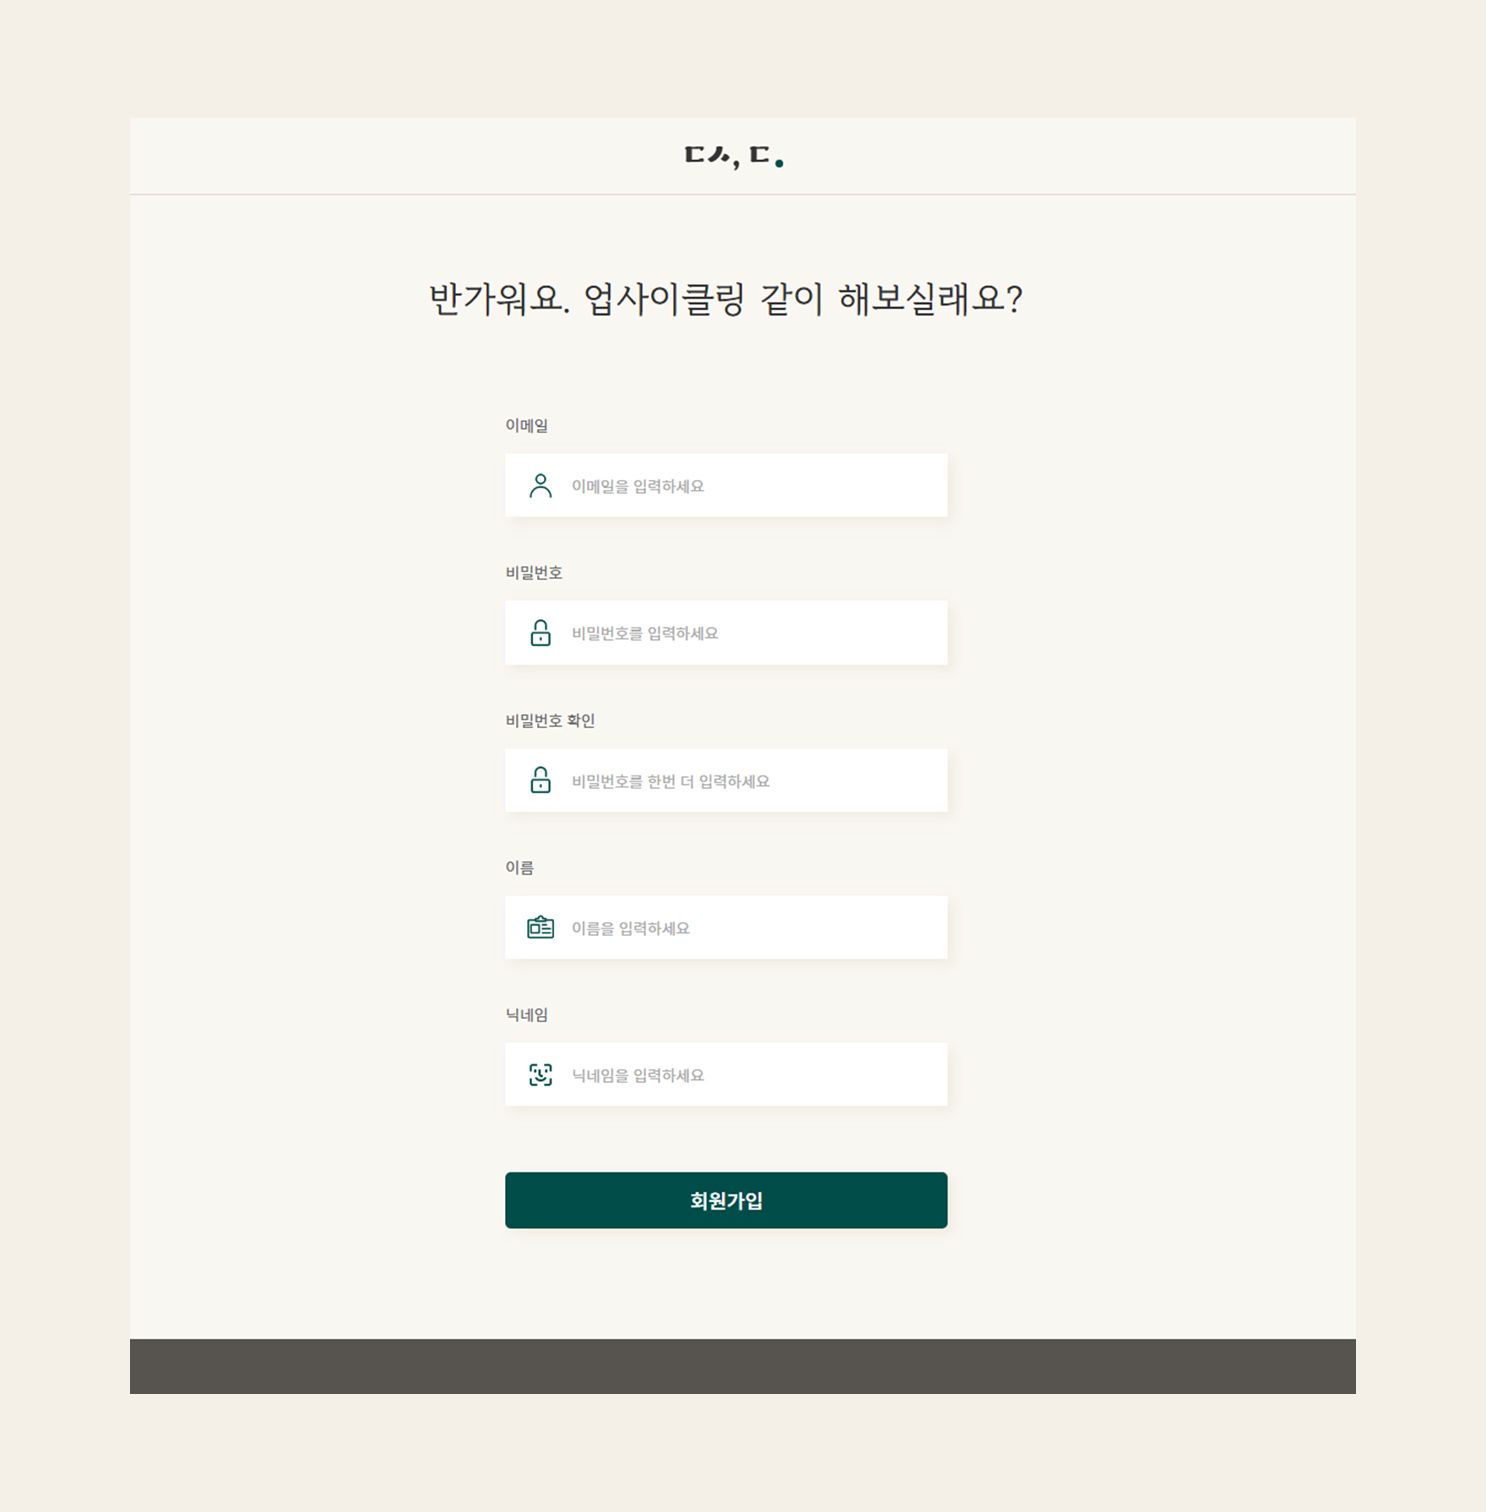 ㄷㅅ, ㄷ.
반가워요. 업사이클링 같이 해보실래요?
이메일
이메일을 입력하세요
비밀번호
비밀번호를 입력하세요
비밀번호 확인
비밀번호를 한번 더 입력하세요
이름
이름을 입력하세요
닉네임
닉네임을 입력하세요
회원가입